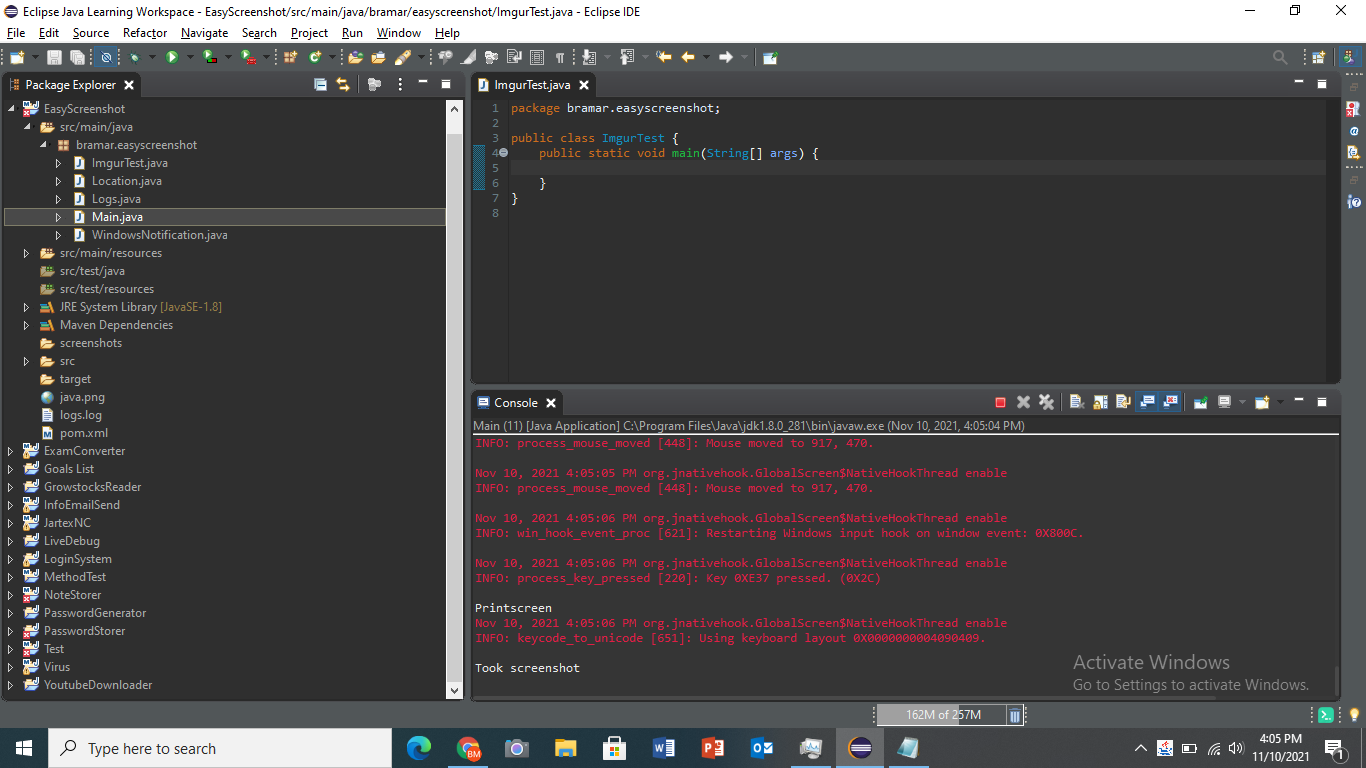 Eclipse Java Learning Workspace - EasyScreenshot/src/main/java/bramar/easyscreenshot/ImgurTest.java - Eclipse IDE
File Edit Source Refactor Navigate Search Project Run Window Help
Package Explorer
EasyScreenshot
src/main/java
bramar.easyscreenshot
ImgurTest.java
Location.java
Logs.java
Main.java
WindowsNotification.java
src/main/resources
src/test/java
src/test/resources
JRE System Library [JavaSE-1.8]
Maven Dependencies
screenshots
src
target
java.png
logs.log
pom.xml
ExamConverter
Goals List
GrowstocksReader
InfoEmailSend
JartexNC
LiveDebug
LoginSystem
MethodTest
NoteStorer
PasswordGenerator
PasswordStorer
Test
Virus
YoutubeDownloader
ImgurTest.java
1 package bramar.easyscreenshot;
2
3 public class ImgurTest {
4 public static void main(String[] args) {
5
6 }
7 }
8
Console
Main (11) [Java Application] C:\Program Files\Java\jdk1.8.0_281\bin\javaw.exe (Nov 10, 2021, 4:05:04 PM)
INFO: process_mouse_moved [448]: Mouse moved to 917, 470.
Nov 10, 2021 4:05:05 PM org.jnativehook.GlobalScreen$NativeHookThread enable
INFO: process_mouse_moved [448]: Mouse moved to 917, 470.
Nov 10, 2021 4:05:06 PM org.jnativehook.GlobalScreen$NativeHookThread enable
INFO: win_hook_event_proc [621]: Restarting Windows input hook on window event: 0X800C.
Nov 10, 2021 4:05:06 PM org.jnativehook.GlobalScreen$NativeHookThread enable
INFO: process_key_pressed [220]: Key 0XE37 pressed. (0X2C)
Printscreen
Nov 10, 2021 4:05:06 PM org.jnativehook.GlobalScreen$NativeHookThread enable
INFO: keycode_to_unicode [651]: Using keyboard layout 0X0000000004090409.
Took screenshot
Activate Windows
Go to Settings to activate Windows.
162M of 257M
Type here to search
BM
4:05 PM
11/10/2021
1